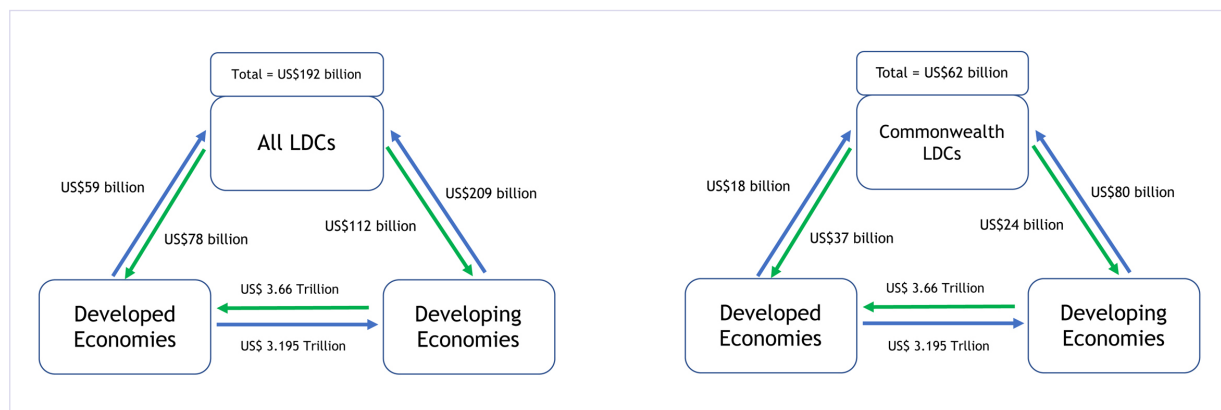 Total = US$192 billion
All LDCs
US$59 billion
US$209 billion
US$78 billion
US$112 billion
US$ 3.66 Trillion
Developed
Economies
Developing
Economies
US$ 3.195 Trillion
Total = US$62 billion
Commonwealth
LDCs
US$18 billion
US$80 billion
US$37 billion
US$24 billion
US$ 3.66 Trillion
Developed
Economies
Developing
Economies
US$ 3.195 Trllion